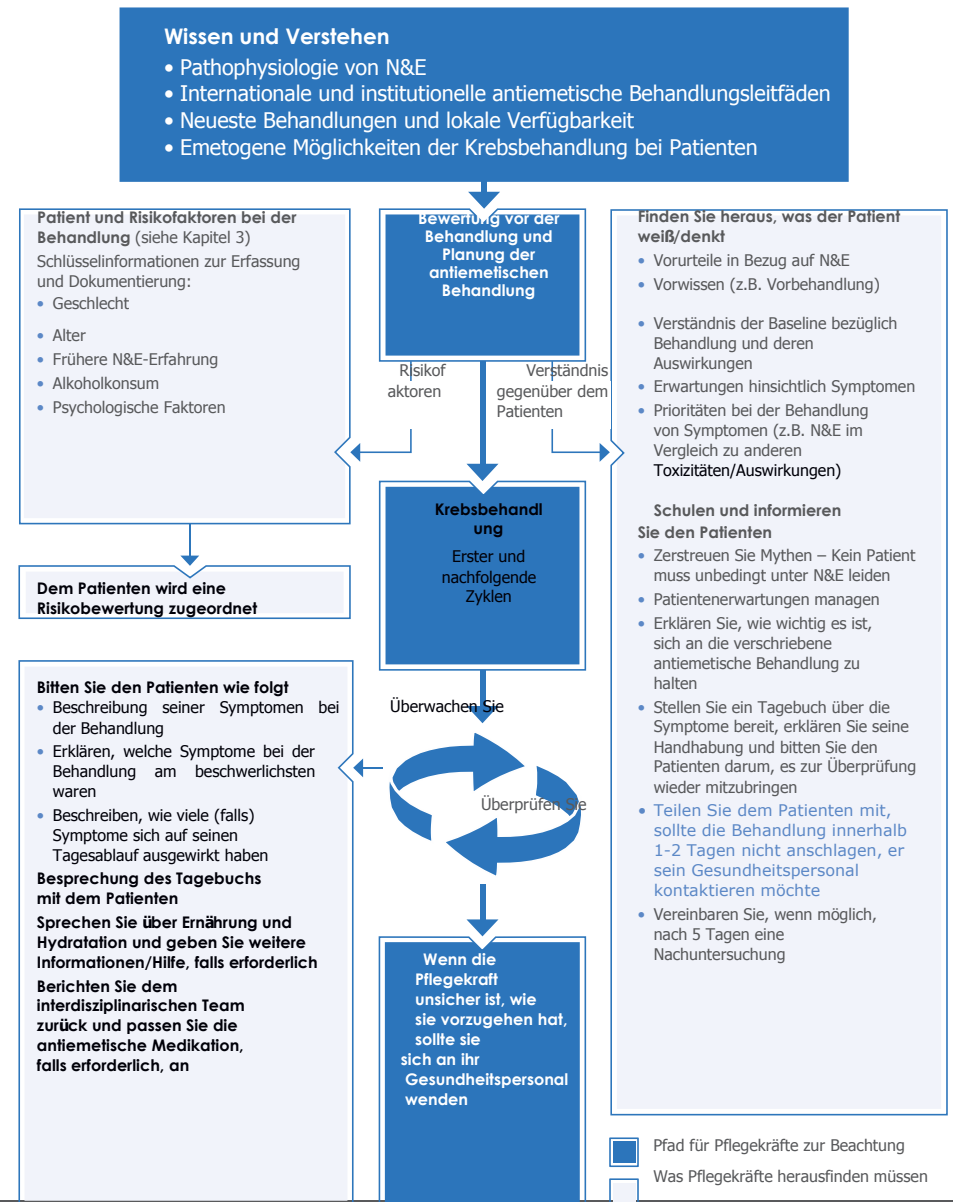 Wissen und Verstehen
• Pathophysiologie von N&E
• Internationale und institutionelle antiemetische Behandlungsleitfäden
• Neueste Behandlungen und lokale Verfügbarkeit
• Emetogene Möglichkeiten der Krebsbehandlung bei Patienten
Patient und Risikofaktoren bei der
Behandlung (siehe Kapitel 3)
Schlüsselinformationen zur Erfassung
und Dokumentierung:
• Geschlecht
• Alter
• Frühere N&E-Erfahrung
• Alkoholkonsum
• Psychologische Faktoren
Dem Patienten wird eine
Risikobewertung zugeordnet
Bewertung vor der
Behandlung und
Planung der
antiemetischen
Behandlung
Risikof
aktoren
Verständnis
gegenüber dem
Patienten
Krebsbehandl
ung
Erster und
nachfolgende
Zyklen
Überwachen Sie
Überprüfen Sie
Bitten Sie den Patienten wie folgt
• Beschreibung seiner Symptomen bei
der Behandlung
• Erklären, welche Symptome bei der
Behandlung am beschwerlichsten
waren
• Beschreiben, wie viele (falls)
Symptome sich auf seinen
Tagesablauf ausgewirkt haben
Besprechung des Tagebuchs
mit dem Patienten
Sprechen Sie über Ernährung und
Hydratation und geben Sie weitere
Informationen/Hilfe, falls erforderlich
Berichten Sie dem
interdisziplinarischen Team
zurück und passen Sie die
antiemetische Medikation,
falls erforderlich, an
Wenn die
Pflegekraft
unsicher ist, wie
sie vorzugehen hat,
sollte sie
sich an ihr
Gesundheitspersonal
wenden
Finden Sie heraus, was der Patient
weiß/denkt
• Vorurteile in Bezug auf N&E
• Vorwissen (z.B. Vorbehandlung)
• Verständnis der Baseline bezüglich
Behandlung und deren
Auswirkungen
• Erwartungen hinsichtlich Symptomen
• Prioritäten bei der Behandlung
von Symptomen (z.B. N&E im
Vergleich zu anderen
Toxizitäten/Auswirkungen)
Schulen und informieren
Sie den Patienten
• Zerstreuen Sie Mythen – Kein Patient
muss unbedingt unter N&E leiden
• Patientenerwartungen managen
• Erklären Sie, wie wichtig es ist,
sich an die verschriebene
antiemetische Behandlung zu
halten
• Stellen Sie ein Tagebuch über die
Symptome bereit, erklären Sie seine
Handhabung und bitten Sie den
Patienten darum, es zur Überprüfung
wieder mitzubringen
• Teilen Sie dem Patienten mit,
sollte die Behandlung innerhalb
1-2 Tagen nicht anschlagen, er
sein Gesundheitspersonal
kontaktieren möchte
• Vereinbaren Sie, wenn möglich,
nach 5 Tagen eine
Nachuntersuchung
Pfad für Pflegekräfte zur Beachtung
Was Pflegekräfte herausfinden müssen